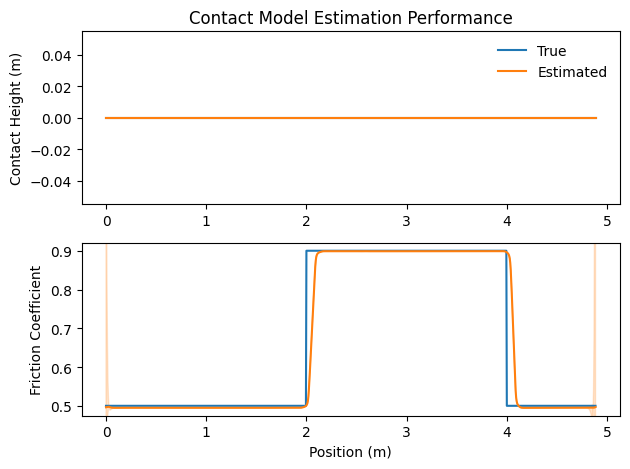 Contact Model Estimation Performance
Contact Height (m)
0.04
0.02
0.00
−0.02
−0.04
True
Estimated
0 1 2 3 4 5
Friction Coefficient
0.9
0.8
0.7
0.6
0.5
0 1 2 3 4 5
Position (m)